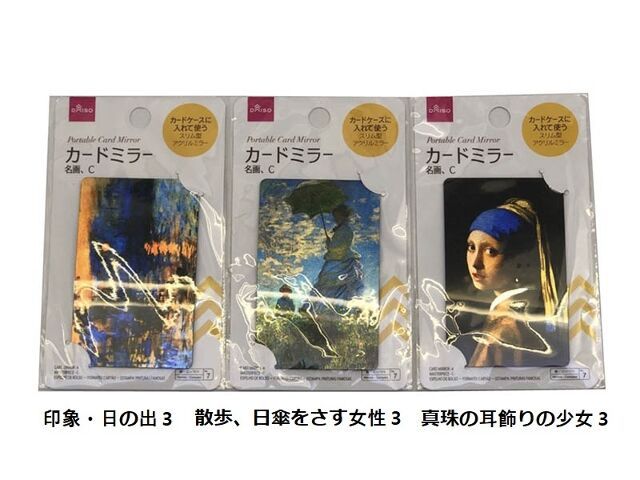 DAISO
カードケースに
入れて使う
スリム型
アクリルミラー
Portable Card Mirror
カードミラー
名画、C
DAISO
カードケースに
入れて使う
スリム型
アクリルミラー
Portable Card Mirror
カードミラー
名画、C
DAISO
カードケースに
入れて使う
スリム型
アクリルミラー
Portable Card Mirror
カードミラー
名画、C
7
7
7
印象・日の出3
散歩、日傘をさす女性3
真珠の耳飾りの少女3